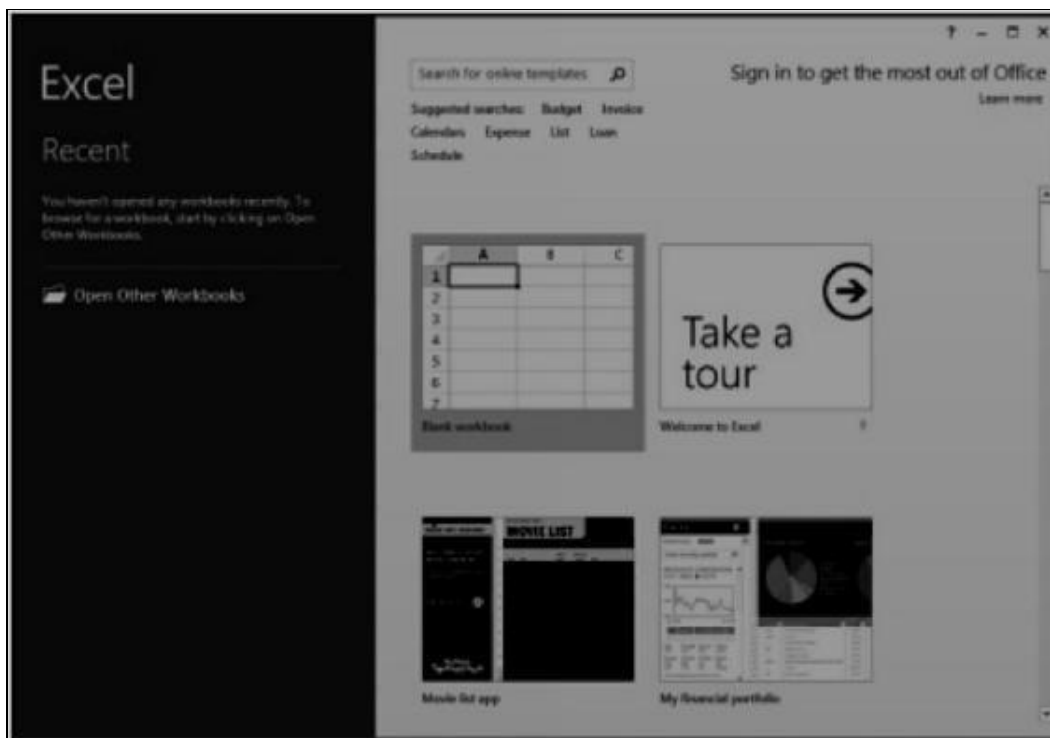 Excel
Recent
You haven't opened any workbooks recently. To
browse for a workbook, start by clicking on Open
Other Workbooks.
Open Other Workbooks
?
Search for online templates
Sign in to get the most out of Office
Learn more
Suggested searches: Budget Invoice
Calendars Expense List Loan
Schedule
A B C
1
2
3
4
5
6
7
Blank workbook
Take a
tour
Welcome to Excel
MOVIE LIST
Movie list app
My financial portfolio